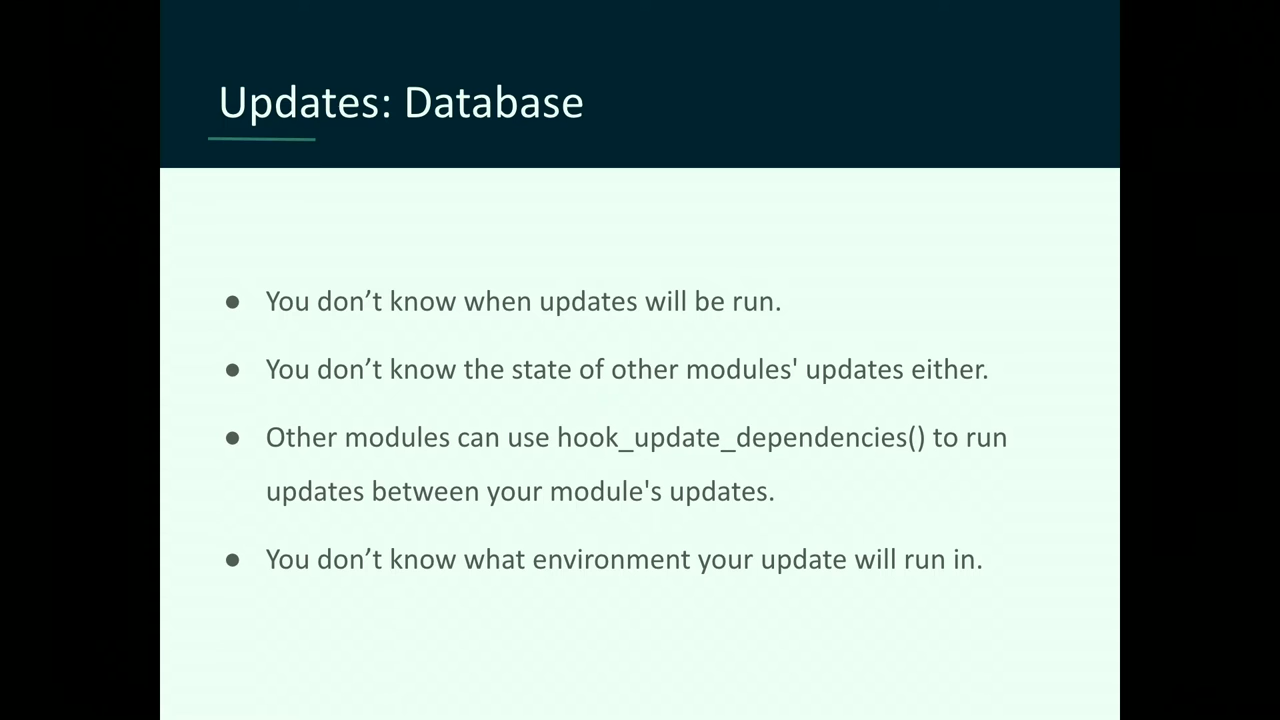 Updates: Database
● You don’t know when updates will be run.
● You don’t know the state of other modules' updates either.
● Other modules can use hook_update_dependencies() to run
updates between your module's updates.
● You don’t know what environment your update will run in.